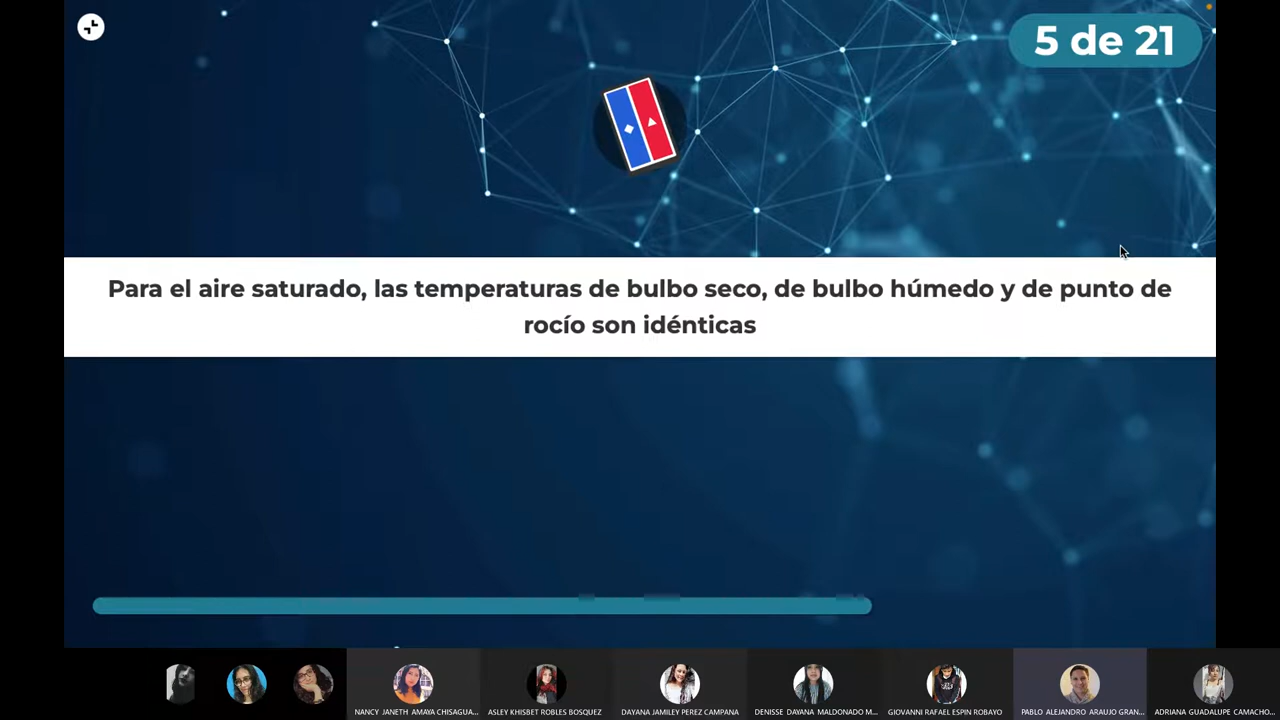 5 de 21
Para el aire saturado, las temperaturas de bulbo seco, de bulbo húmedo y de punto de
rocío son idénticas
NANCY JANETH AMAYA CHISAGUA...
ASLEY KHISBET ROBLES BOSQUEZ
DAYANA JAMILEY PEREZ CAMPANA
DENISSE DAYANA MALDONADO M...
GIOVANNI RAFAEL ESPIN ROBAYO
PABLO ALEJANDRO ARAUJO GRAN...
ADRIANA GUADALUPE CAMACHO...